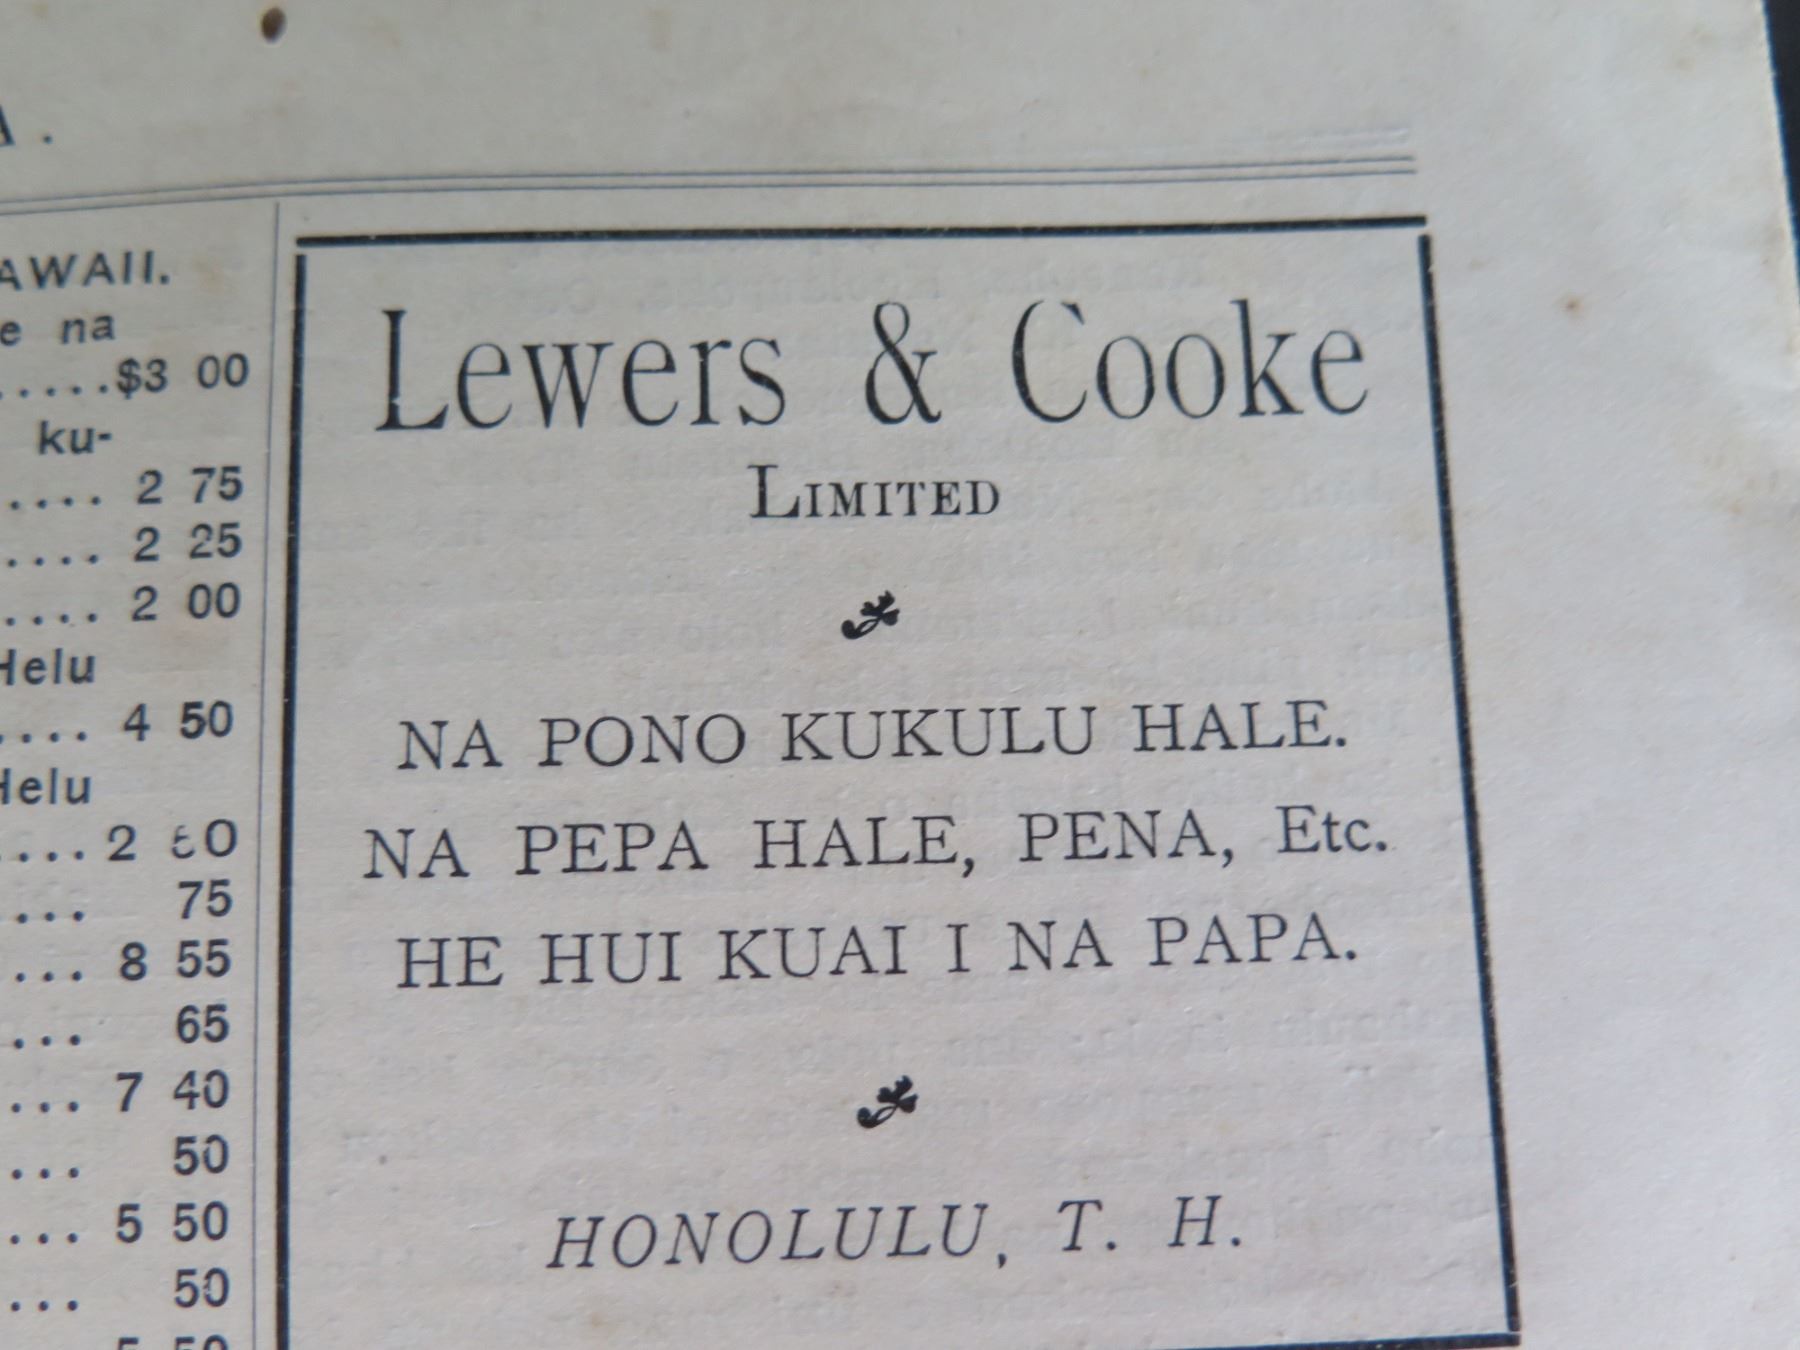 AWAII.
e na
.....$3 00
ku-
.... 2 75
.... 2 25
.... 2 00
Helu
.... 4 50
Helu
.... 2
.... 75
... 8 55
... 65
... 7 40
... 50
... 5 50
... 50
Lewers & Cooke
LIMITED
NA PONO KUKULU HALE.
NA PEPA HALE, PENA, Etc.
HE HUI KUAI I NA PAPA.
HONOLULU, T. H.